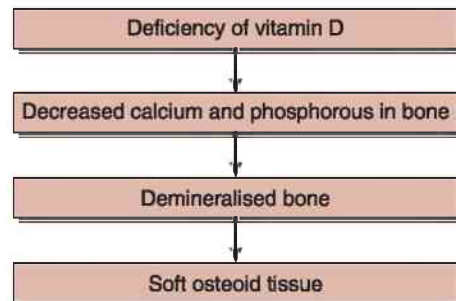 Deficiency of vitamin D
Decreased calcium and phosphorous in bone
Demineralised bone
Soft osteoid tissue